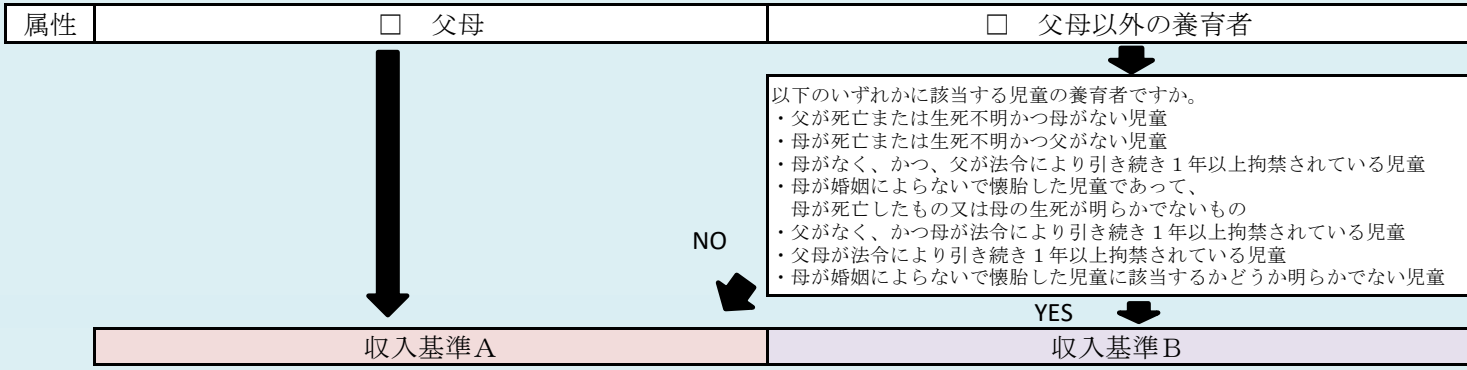 属性
□ 父母
□ 父母以外の養育者
以下のいずれかに該当する児童の養育者ですか。
・父が死亡または生死不明かつ母がない児童
・母が死亡または生死不明かつ父がない児童
・母がなく、かつ、父が法令により引き続き1年以上拘禁されている児童
・母が婚姻によらないで懐胎した児童であって、
母が死亡したもの又は母の生死が明らかでないもの
・父がなく、かつ母が法令により引き続き1年以上拘禁されている児童
・父母が法令により引き続き1年以上拘禁されている児童
・母が婚姻によらないで懐胎した児童に該当するかどうか明らかでない児童
NO
YES
収入基準A
収入基準B